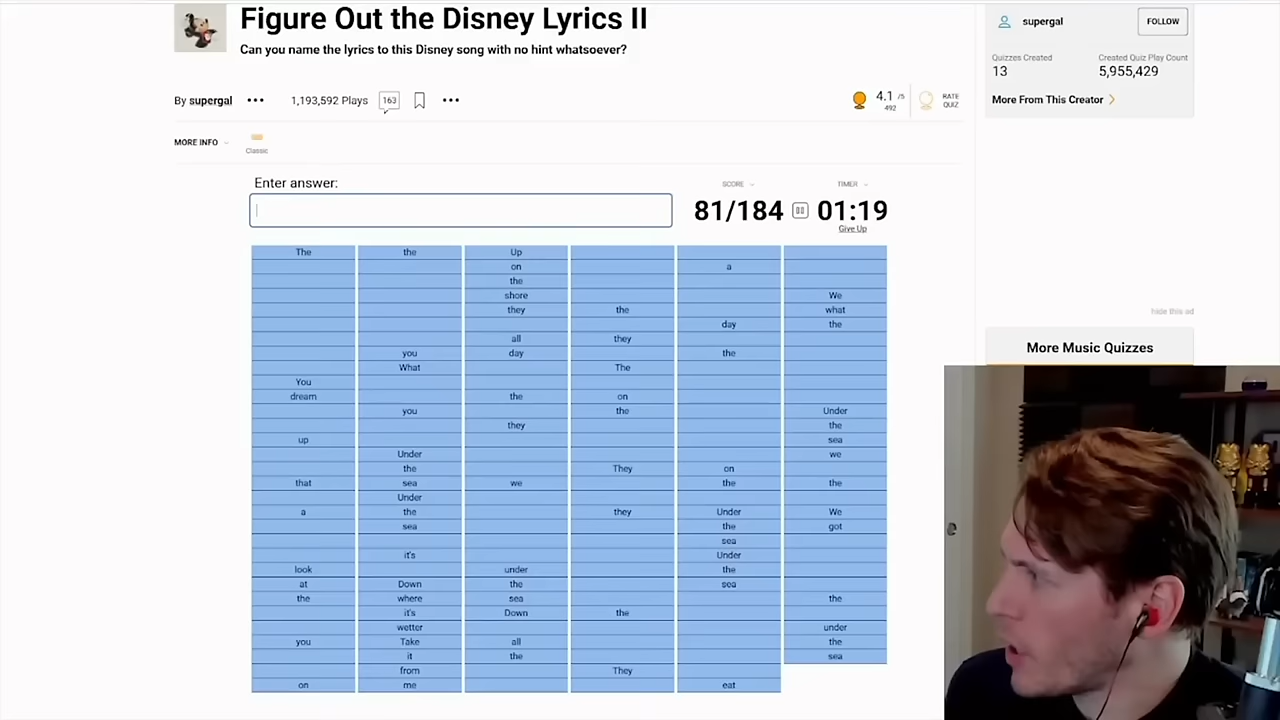 Figure Out the Disney Lyrics II
Can you name the lyrics to this Disney song with no hint whatsoever?
By supergal ••• 1,193,592 Plays 163 •••
4.1 /5
492
RATE
QUIZ
MORE INFO
Classic
supergal
FOLLOW
Quizzes Created
13
Created Quiz Play Count
5,955,429
More From This Creator
Enter answer:
SCORE
81/184
TIMER
01:19
Give Up
The the Up
on a
the
shore We
they the what
day the
all they
you day the
What The
You
dream the on
you the Under
they the
up sea
Under we
the They on
that sea we the the
Under
a the they Under We
sea the got
sea
it's Under
look under the
at Down the sea
the where sea the
it's Down the
wetter under
you Take all the
it the sea
from They
on me eat
hide this ad
More Music Quizzes